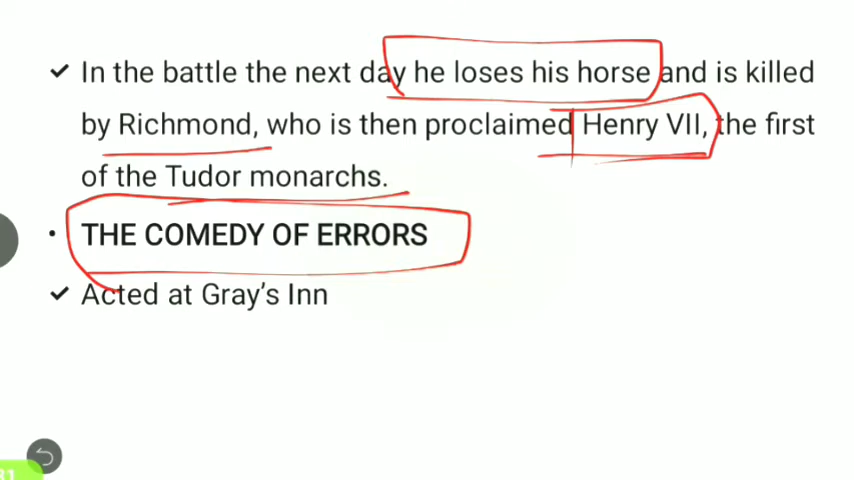 ✓ In the battle the next day he loses his horse and is killed
by Richmond, who is then proclaimed Henry VII, the first
of the Tudor monarchs.
• THE COMEDY OF ERRORS
✓ Acted at Gray's Inn
31